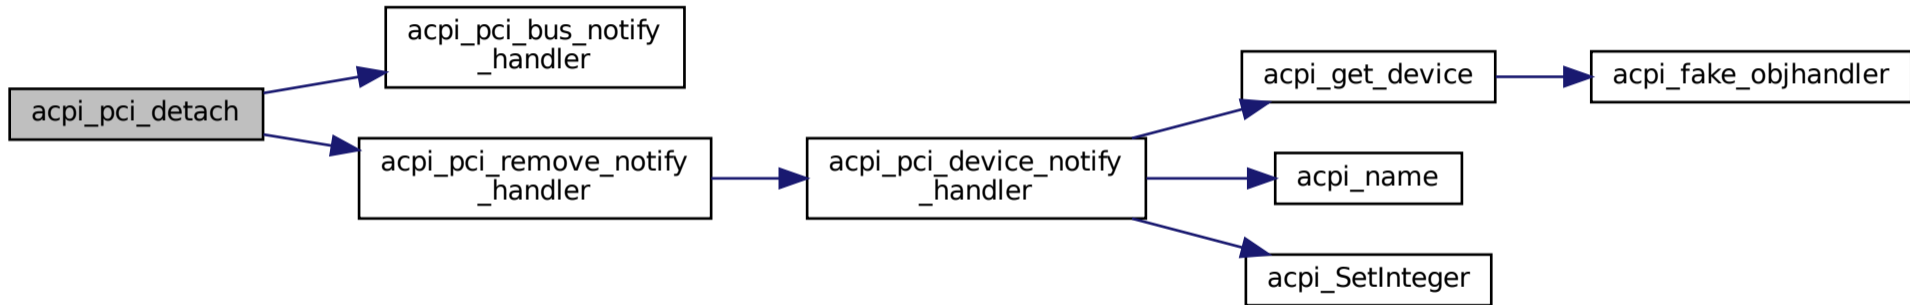 acpi_pci_detach
acpi_pci_bus_notify
_handler
acpi_pci_remove_notify
_handler
acpi_pci_device_notify
_handler
acpi_get_device
acpi_name
acpi_SetInteger
acpi_fake_objhandler